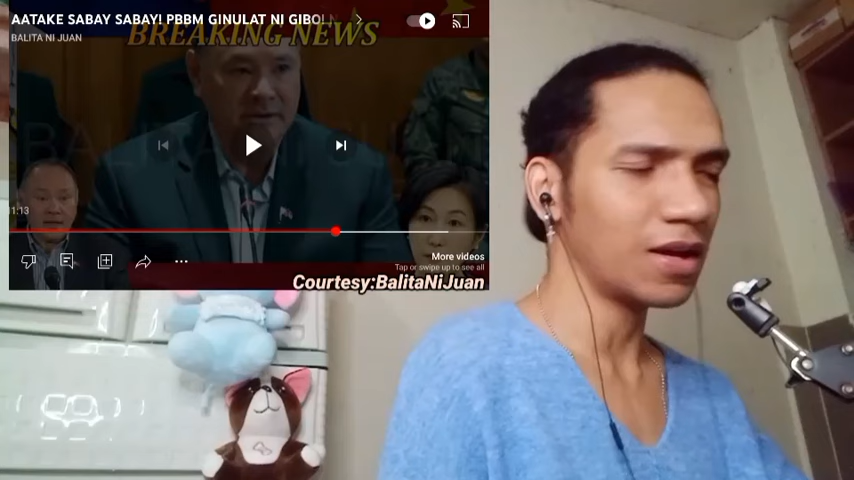 AATAKE SABAY SABAY! PBBM GINULAT NI GIBO
BREAKING NEWS
BALITA NI JUAN
11:13
More videos
Tap or swipe up to see all
Courtesy:BalitaNiJuan